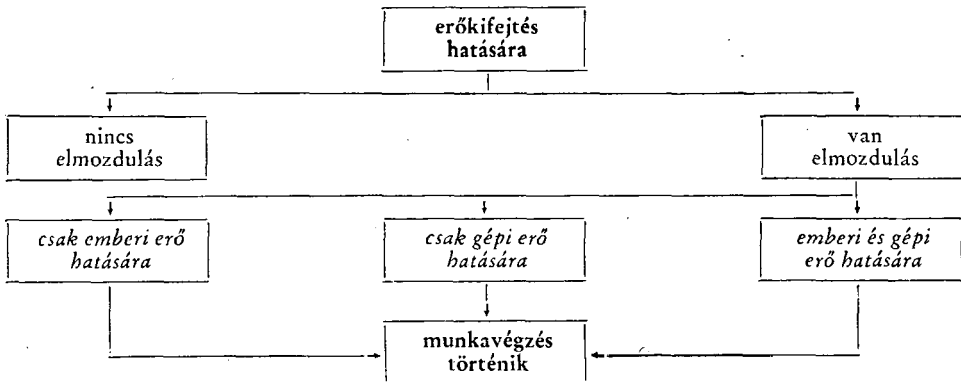 erőkifejtés
hatására
nincs
elmozdulás
van
elmozdulás
csak emberi erő
hatására
csak gépi erő
hatására
emberi és gépi
erő hatására
munkavégzés
történik